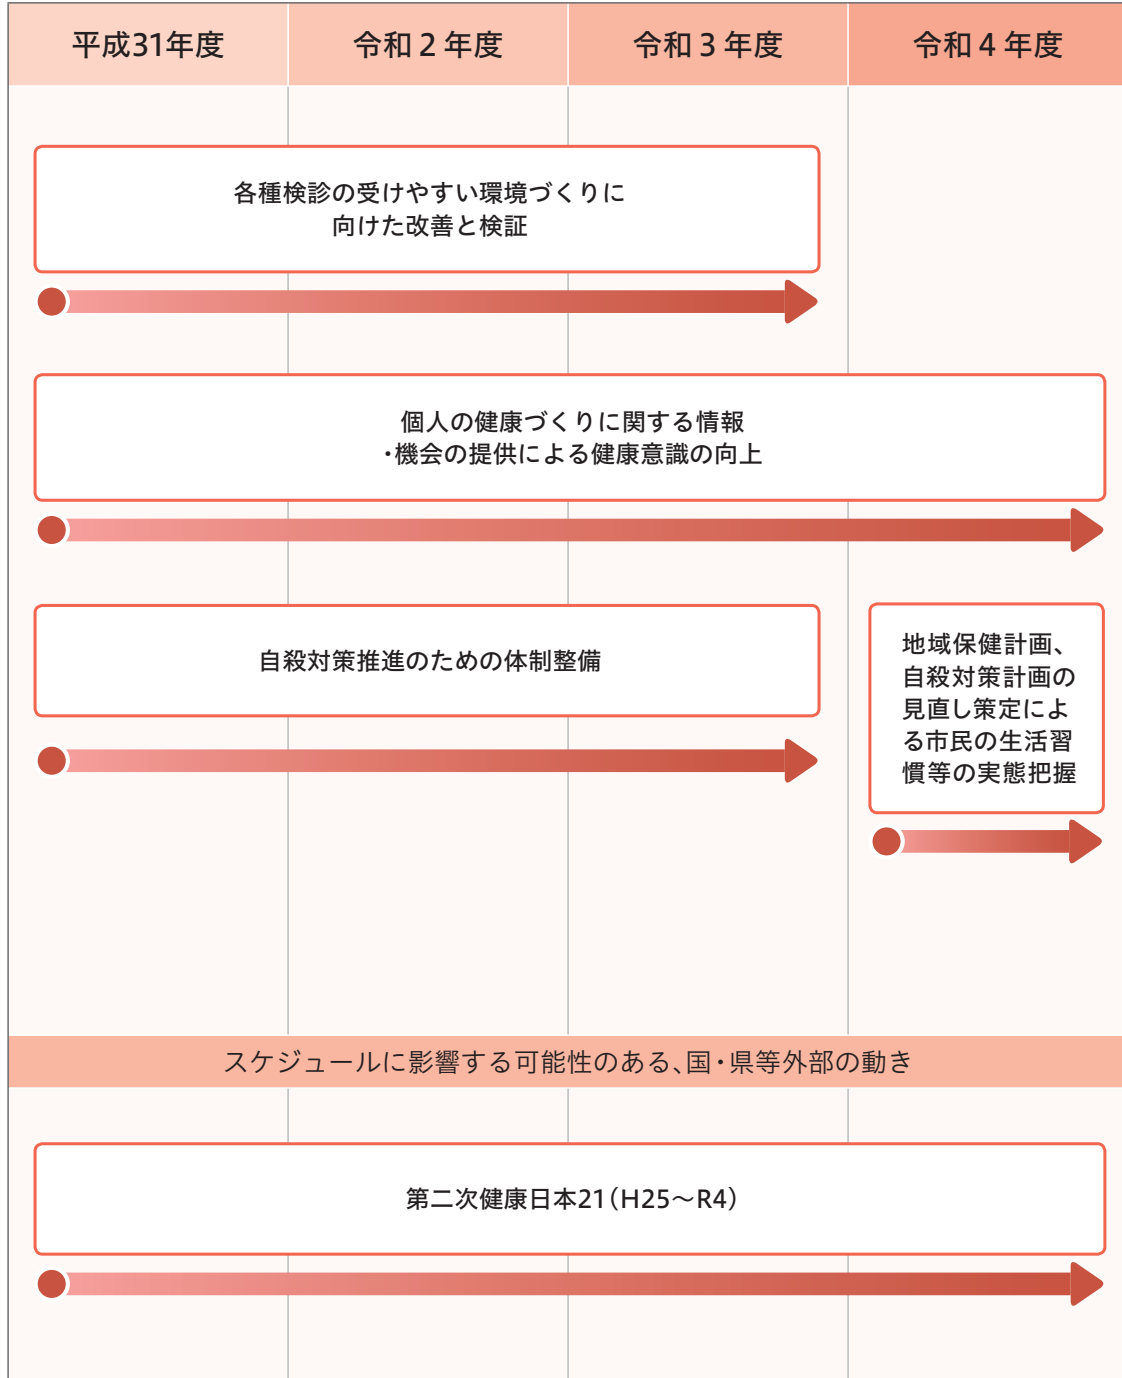 平成31年度
令和２年度
令和３年度
令和４年度
各種検診の受けやすい環境づくりに
向けた改善と検証
個人の健康づくりに関する情報
・機会の提供による健康意識の向上
自殺対策推進のための体制整備
地域保健計画、
自殺対策計画の
見直し策定によ
る市民の生活習
慣等の実態把握
スケジュールに影響する可能性のある、国・県等外部の動き
第二次健康日本21（H25～R4）